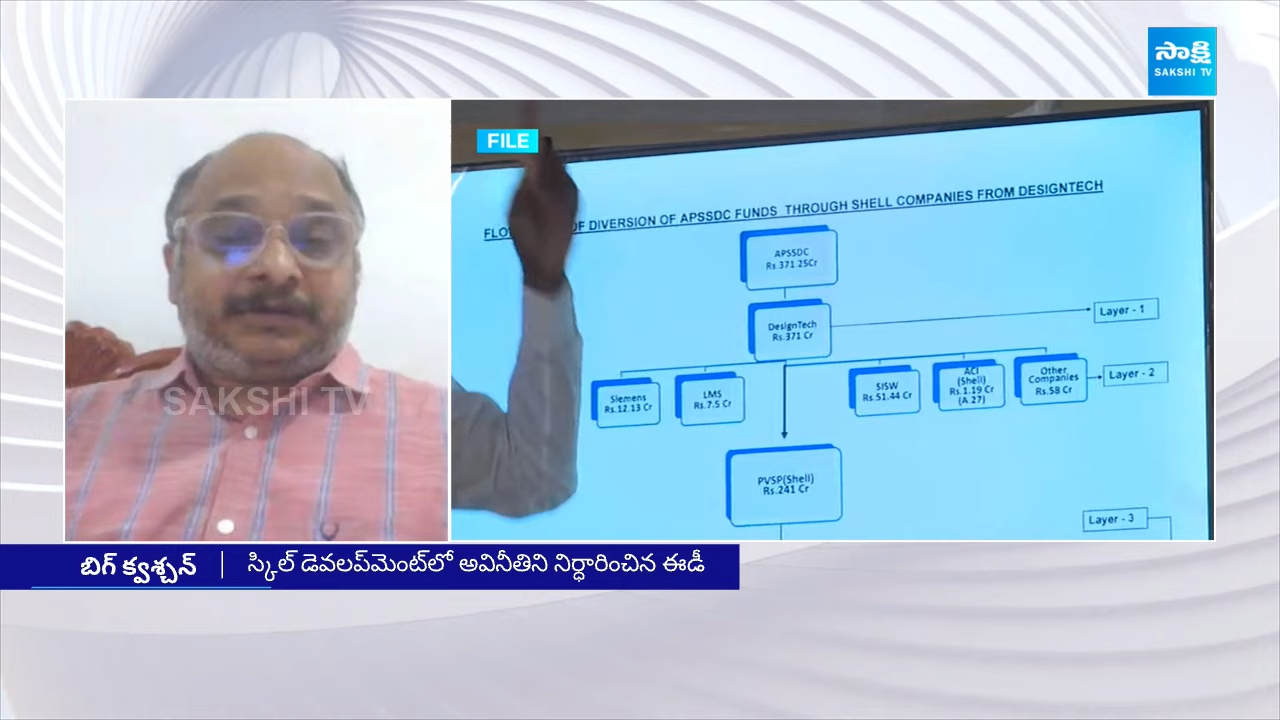 సాక్షి
SAKSHI TV
FILE
OF DIVERSION OF APSSDC FUNDS THROUGH SHELL COMPANIES FROM DESIGNTECH
APSSDC
Rs.371.25Cr
DesignTech
Rs.371 Cr
Layer - 1
Siemens
Rs.12.13 Cr
LMS
Rs.7.5 Cr
SISW
Rs.51.44 Cr
ACI
(Shell)
Rs.1.19 Cr
(A.27)
Other
Companies
Rs.58 Cr
Layer - 2
PVSP(Shell)
Rs.241 Cr
Layer - 3
SAKSHI TV
బిగ్ క్వశ్చన్ | స్కిల్ డెవలప్‌మెంట్‌లో అవినీతిని నిర్ధారించిన ఈడీ